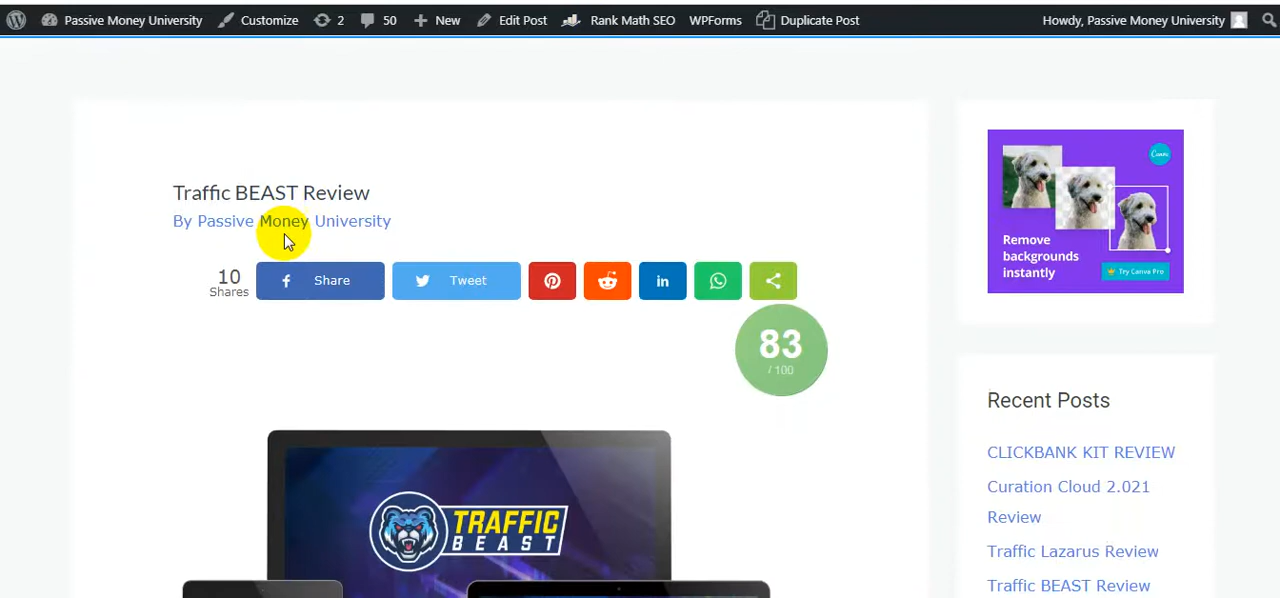 Passive Money University Customize 2 50 New Edit Post Rank Math SEO WPForms Duplicate Post Howdy, Passive Money University
Traffic BEAST Review
By Passive Money University
10
Shares
Share
Tweet
in
83
/ 100
TRAFFIC
BEAST
Canva
Remove
backgrounds
instantly
Try Canva Pro
Recent Posts
CLICKBANK KIT REVIEW
Curation Cloud 2.021
Review
Traffic Lazarus Review
Traffic BEAST Review